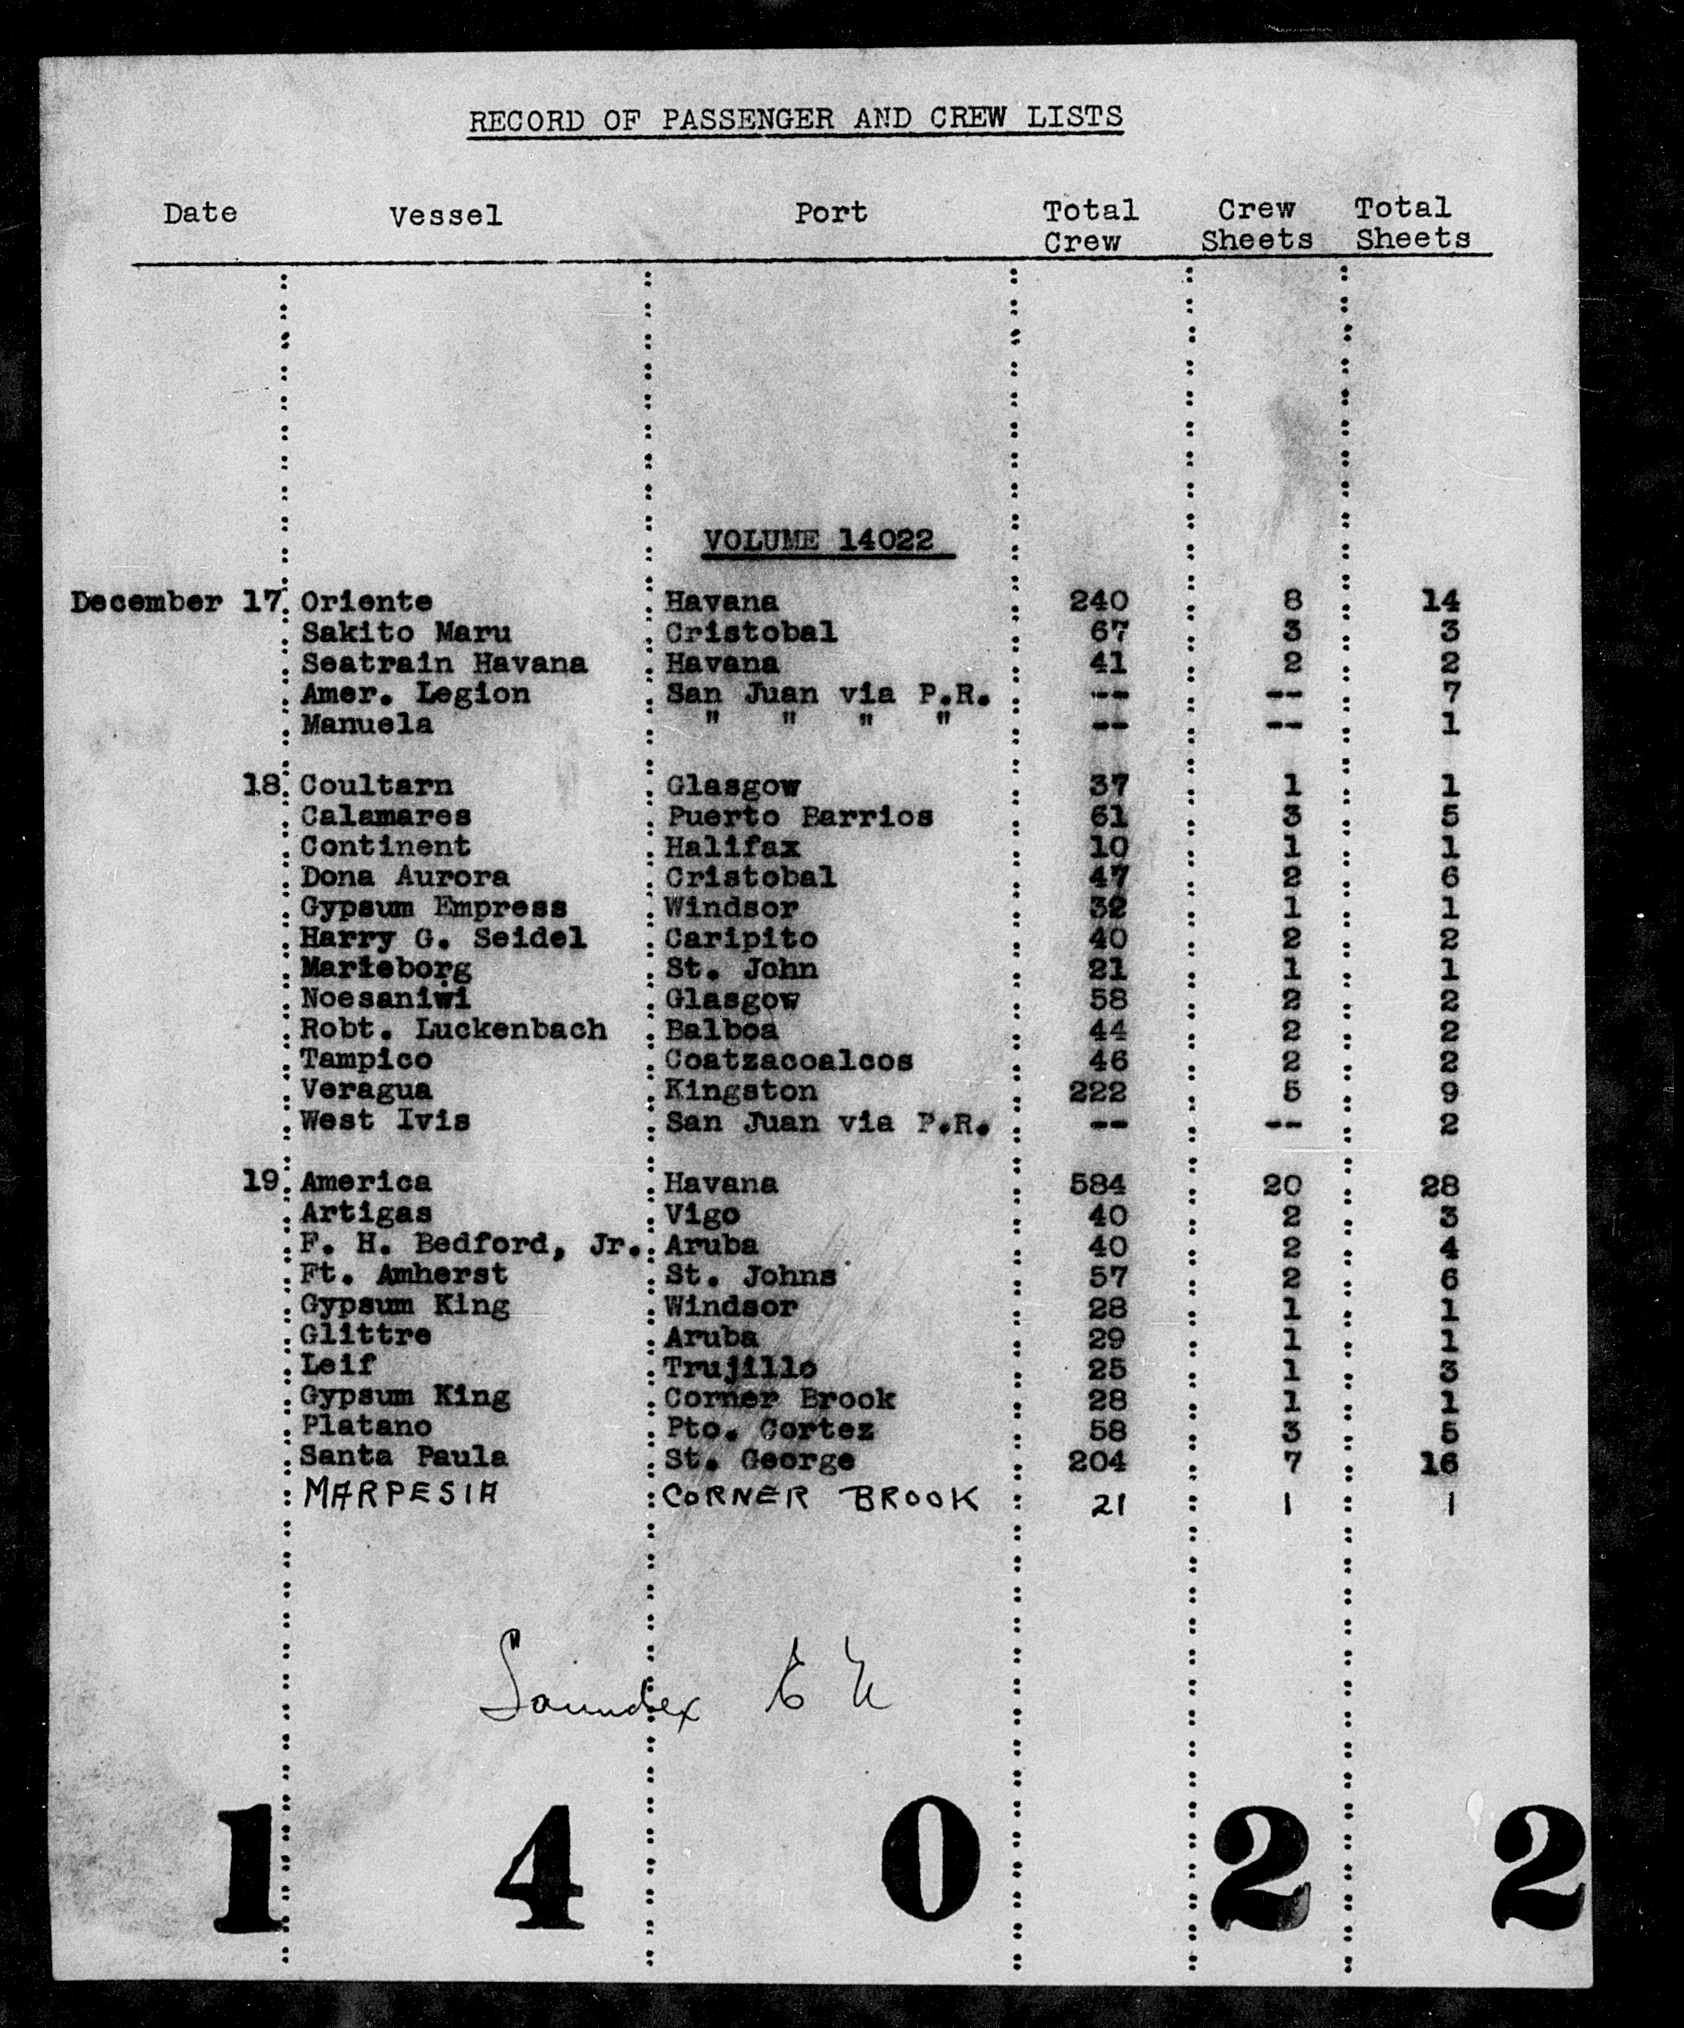 RECORD OF PASSENGER AND CREW LISTS
Date Vessel Port Total Crew Crew Sheets Total Sheets
VOLUME 14022
December 17 Oriente Havana 240 8 14
Sakito Maru Cristobal 67 3 3
Seatrain Havana Havana 41 2 2
Amer. Legion San Juan via P.R. -- -- 7
Manuela " " " " -- -- 1
18 Coultarn Glasgow 37 1 1
Calamares Puerto Barrios 61 3 5
Continent Halifax 10 1 1
Dona Aurora Cristobal 47 2 6
Gypsum Empress Windsor 32 1 1
Harry G. Seidel Caripito 40 2 2
Marieborg St. John 21 1 1
Noesaniwi Glasgow 58 2 2
Robt. Luckenbach Balboa 44 2 2
Tampico Coatzacoalcos 46 2 2
Veragua Kingston 222 5 9
West Ivis San Juan via P.R. -- -- 2
19 America Havana 584 20 28
Artigas Vigo 40 2 3
F. H. Bedford, Jr. Aruba 40 2 4
Ft. Amherst St. Johns 57 2 6
Gypsum King Windsor 28 1 1
Glittre Aruba 29 1 1
Leif Trujillo 25 1 3
Gypsum King Corner Brook 28 1 1
Platano Pto. Cortez 58 3 5
Santa Paula St. George 204 7 16
MARPESIA CORNER BROOK 21 1 1
Soundex
1 4 0 2 2